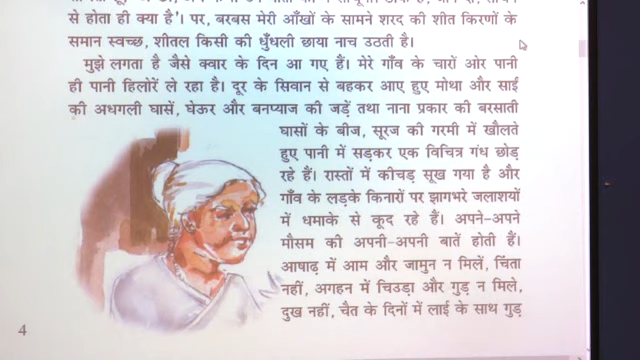 से होता ही क्या है'। पर, बरबस मेरी आँखों के सामने शरद की शीत किरणों के
समान स्वच्छ, शीतल किसी की धुँधली छाया नाच उठती है।
मुझे लगता है जैसे क्वार के दिन आ गए हैं। मेरे गाँव के चारों ओर पानी
ही पानी हिलोरें ले रहा है। दूर के सिवान से बहकर आए हुए मोथा और साईं
की अधगली घासें, घेऊर और बनप्याज की जड़ें तथा नाना प्रकार की बरसाती
घासों के बीज, सूरज की गरमी में खौलते
हुए पानी में सड़कर एक विचित्र गंध छोड़
रहे हैं। रास्तों में कीचड़ सूख गया है और
गाँव के लड़के किनारों पर झागभरे जलाशयों
में धमाके से कूद रहे हैं। अपने-अपने
मौसम की अपनी-अपनी बातें होती हैं।
आषाढ़ में आम और जामुन न मिलें, चिंता
नहीं, अगहन में चिउड़ा और गुड़ न मिले,
दुख नहीं, चैत के दिनों में लाई के साथ गुड़
4